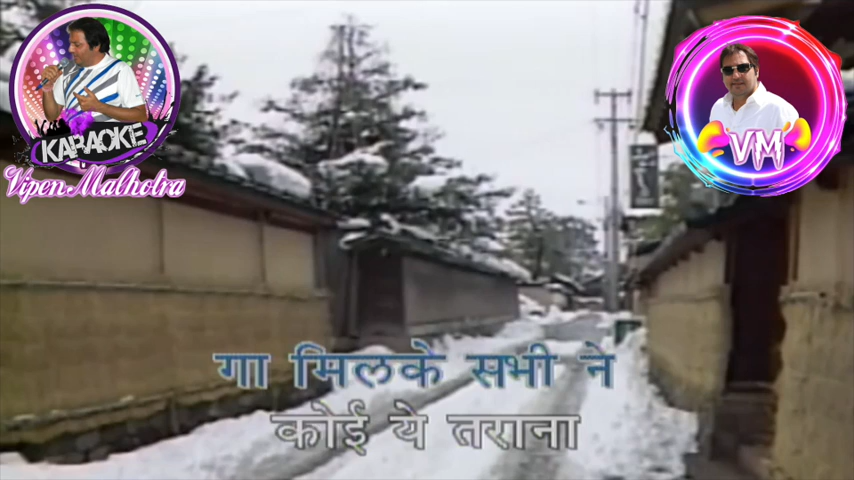 KARAOKE
Vipen Malhotra
VM
गा मिलके सभी ने
कोई ये तराना